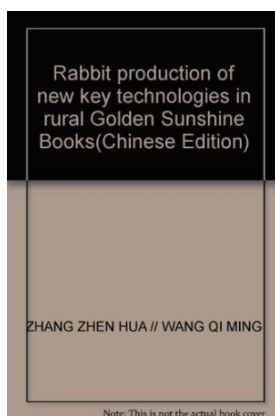 Rabbit production of
new key technologies in
rural Golden Sunshine
Books(Chinese Edition)
ZHANG ZHEN HUA // WANG QI MING
Note: This is not the actual book cover